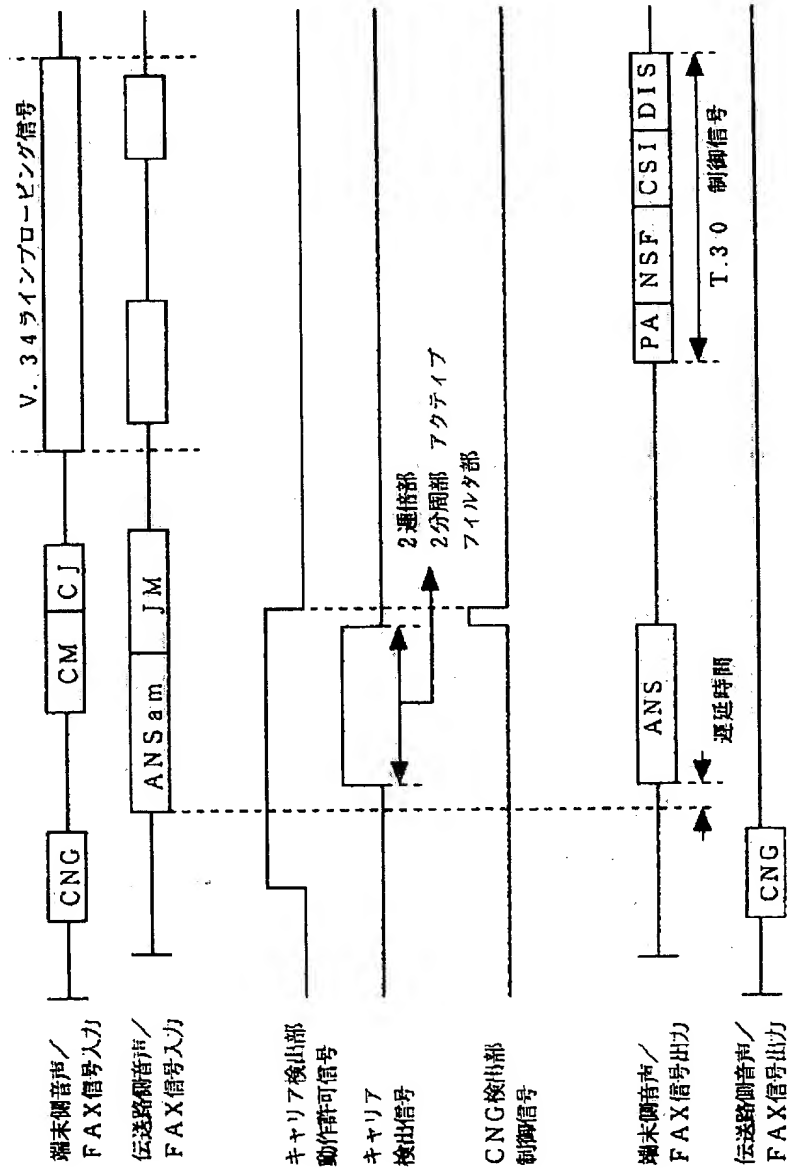 V.34ラインプロービング信号
端末側音声/
FAX信号入力
CNG
CM
CJ
伝送路側音声/
FAX信号入力
ANSam
JM
キャリア検出部
動作許可信号
キャリア
検出信号
2逓倍部
2分周部 アクティブ
フィルタ部
CNG検出部
制御信号
端末側音声/
FAX信号出力
ANS
PA
NSF
CSI
DIS
遅延時間
T.30 制御信号
伝送路側音声/
FAX信号出力
CNG